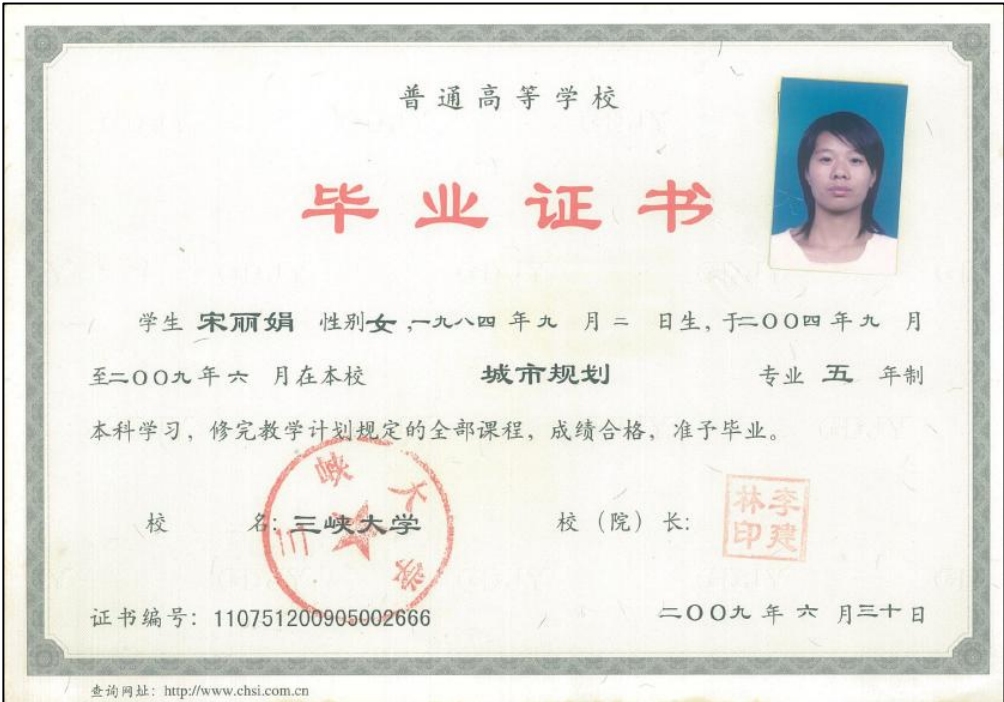 普通高等学校
毕业证书
学生 宋丽娟 性别女,一九八四年九 月二 日生,于二〇〇四年九 月
至二〇〇九年六 月在本校 城市规划 专业 五 年制
本科学习,修完教学计划规定的全部课程,成绩合格,准予毕业。
校 名:三峡大学 校(院)长:
三峡大学
李建林印
证书编号:110751200905002666 二〇〇九年六 月三十日
查询网址:http://www.chsi.com.cn